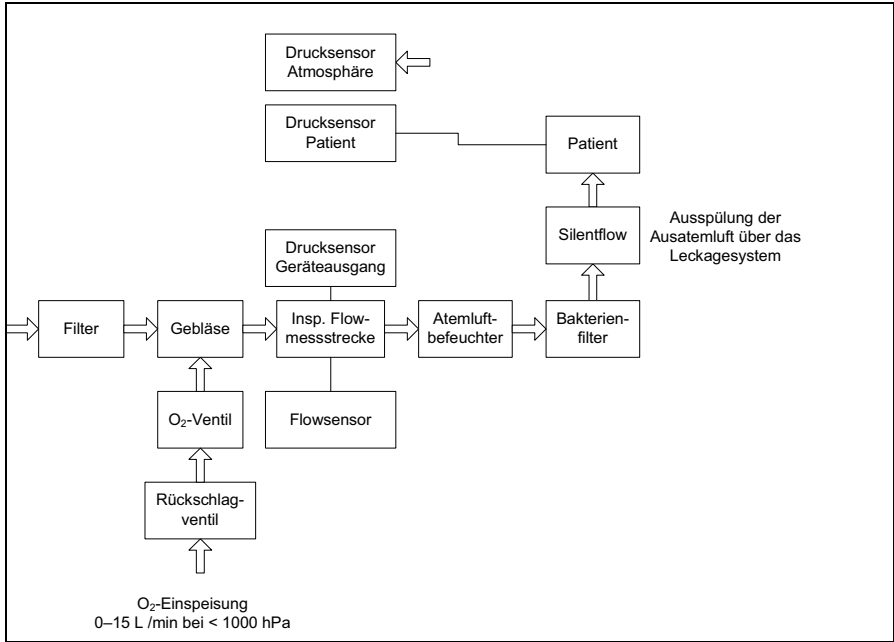 Drucksensor
Atmosphäre
Drucksensor
Patient
Patient
Silentflow
Ausspülung der
Ausatemluft über das
Leckagesystem
Drucksensor
Geräteausgang
Filter
Gebläse
Insp. Flow-
messstrecke
Atemluft-
befeuchter
Bakterien-
filter
O₂-Ventil
Flowsensor
Rückschlag-
ventil
O₂-Einspeisung
0–15 L /min bei < 1000 hPa